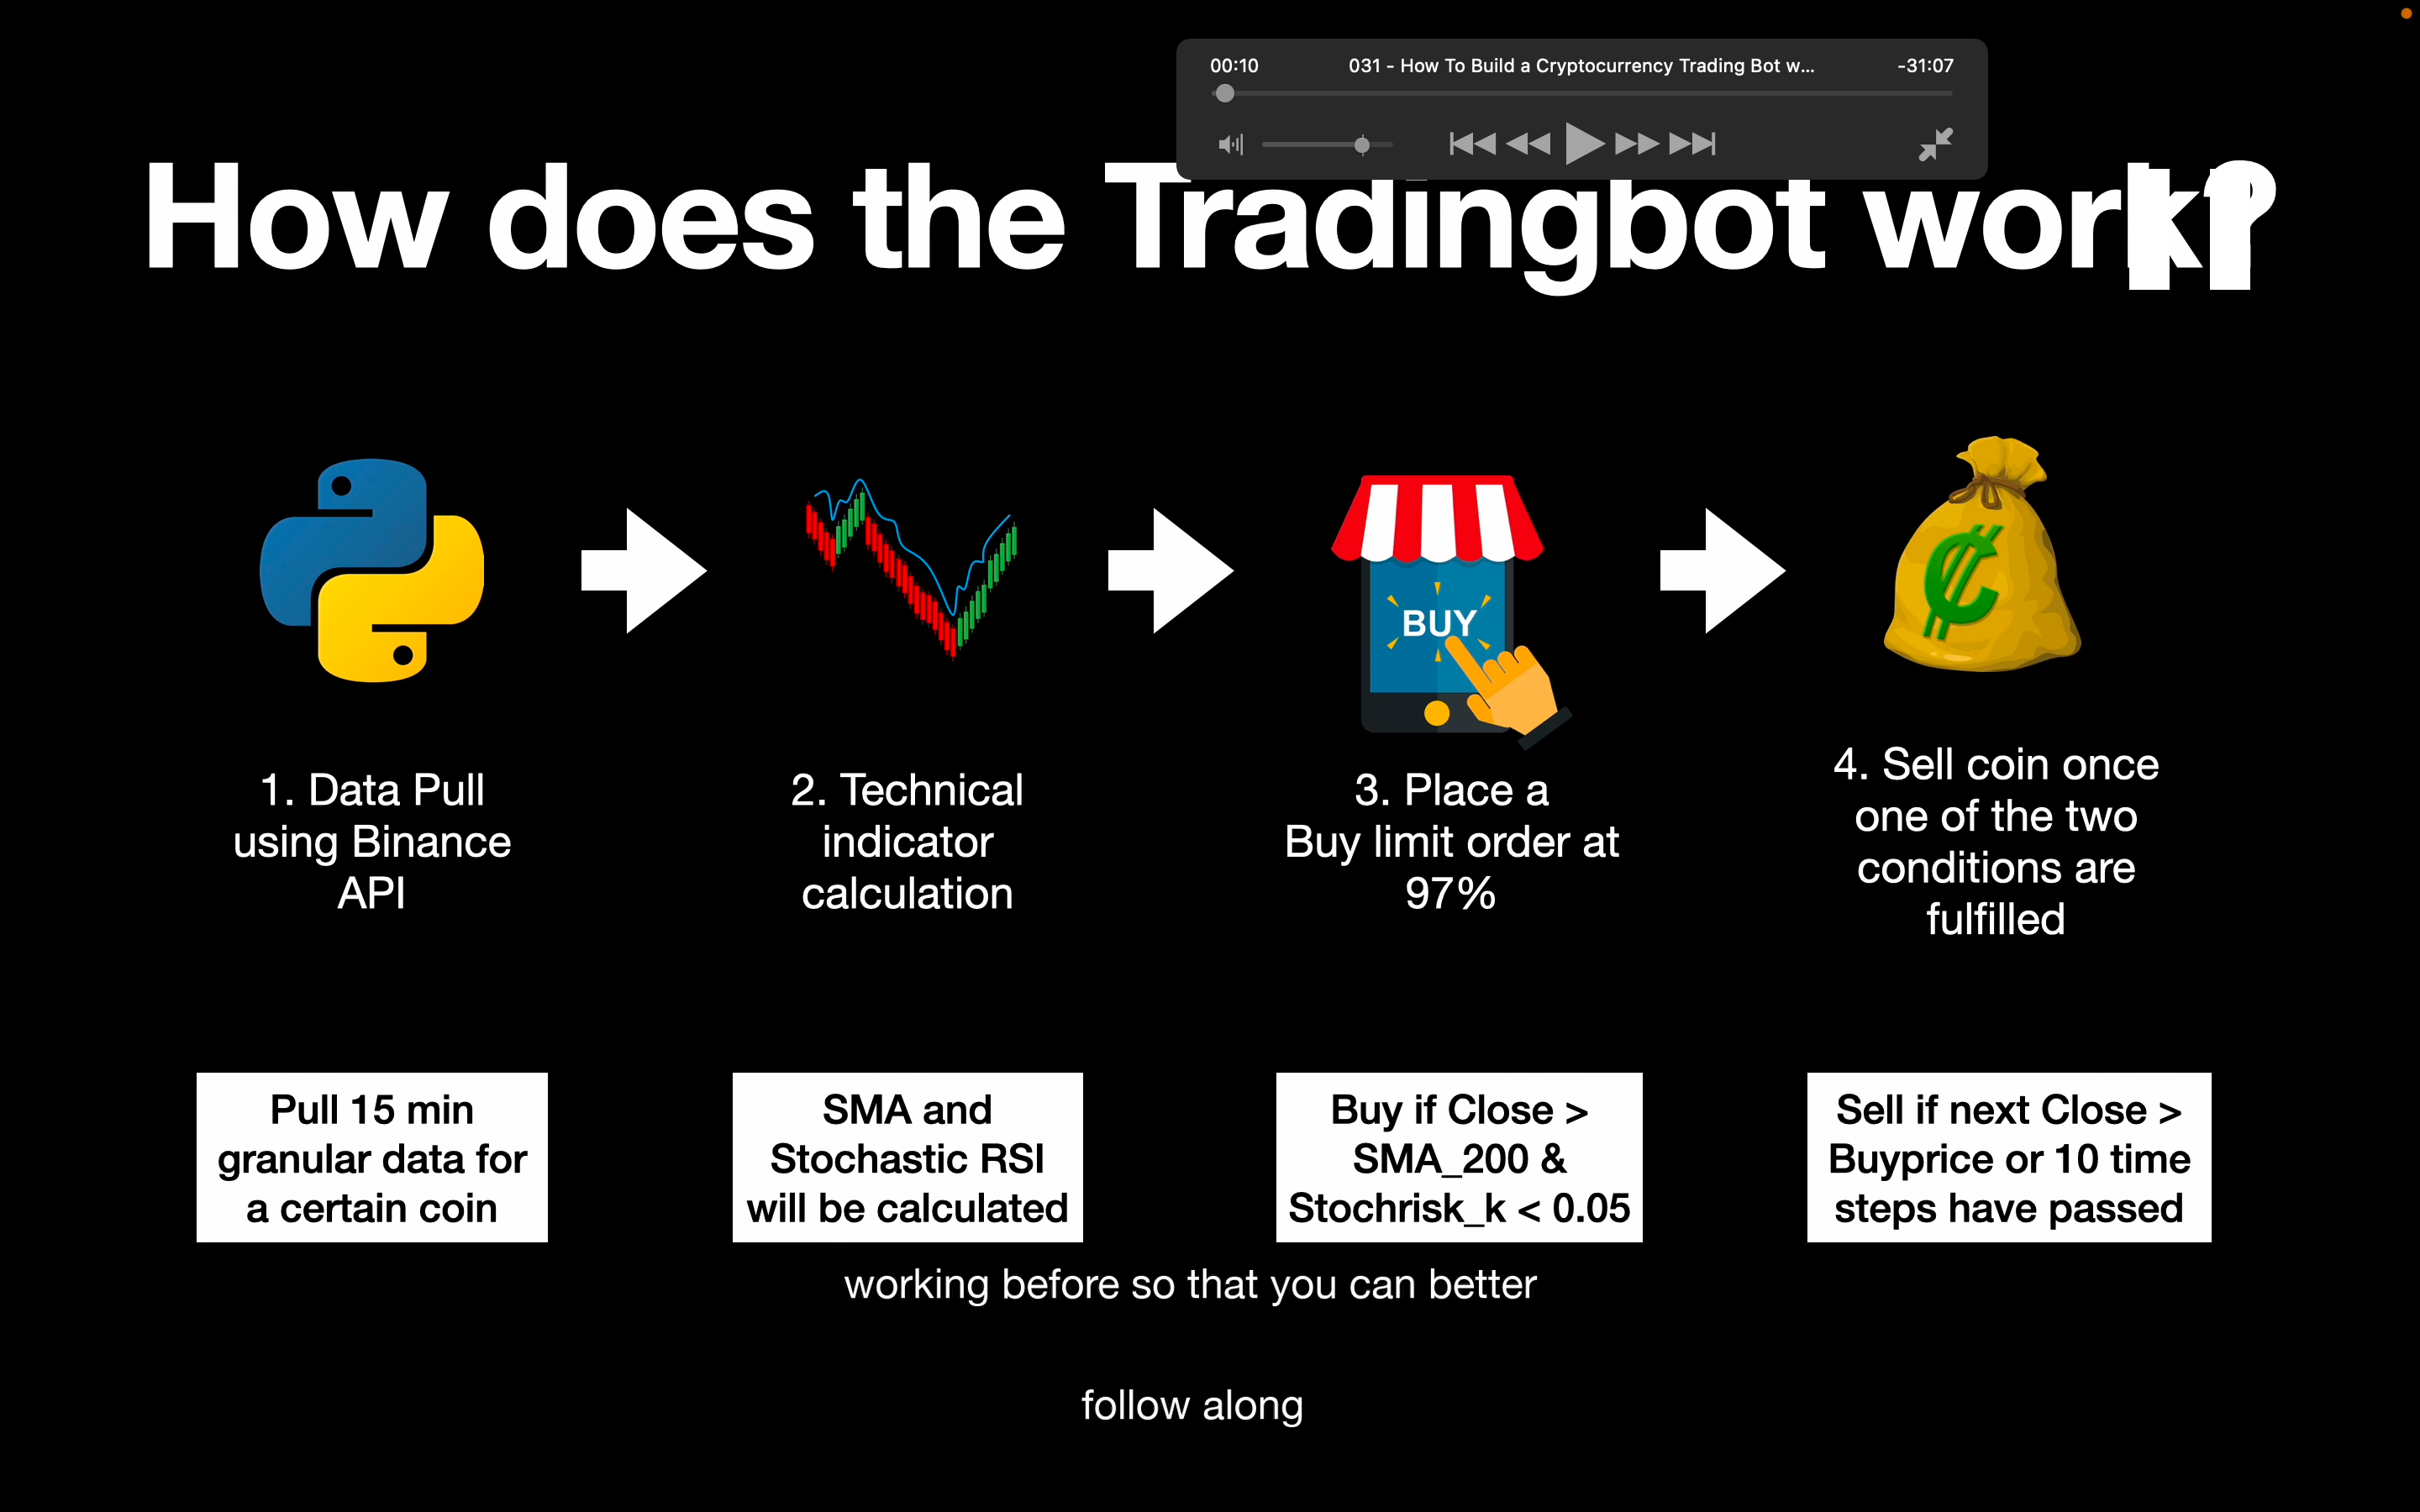 00:10
031 - How To Build a Cryptocurrency Trading Bot w...
-31:07
How does the Tradingbot work?
BUY
1. Data Pull
using Binance
API
2. Technical
indicator
calculation
3. Place a
Buy limit order at
97%
4. Sell coin once
one of the two
conditions are
fulfilled
Pull 15 min
granular data for
a certain coin
SMA and
Stochastic RSI
will be calculated
Buy if Close >
SMA_200 &
Stochrisk_k < 0.05
Sell if next Close >
Buyprice or 10 time
steps have passed
working before so that you can better
follow along